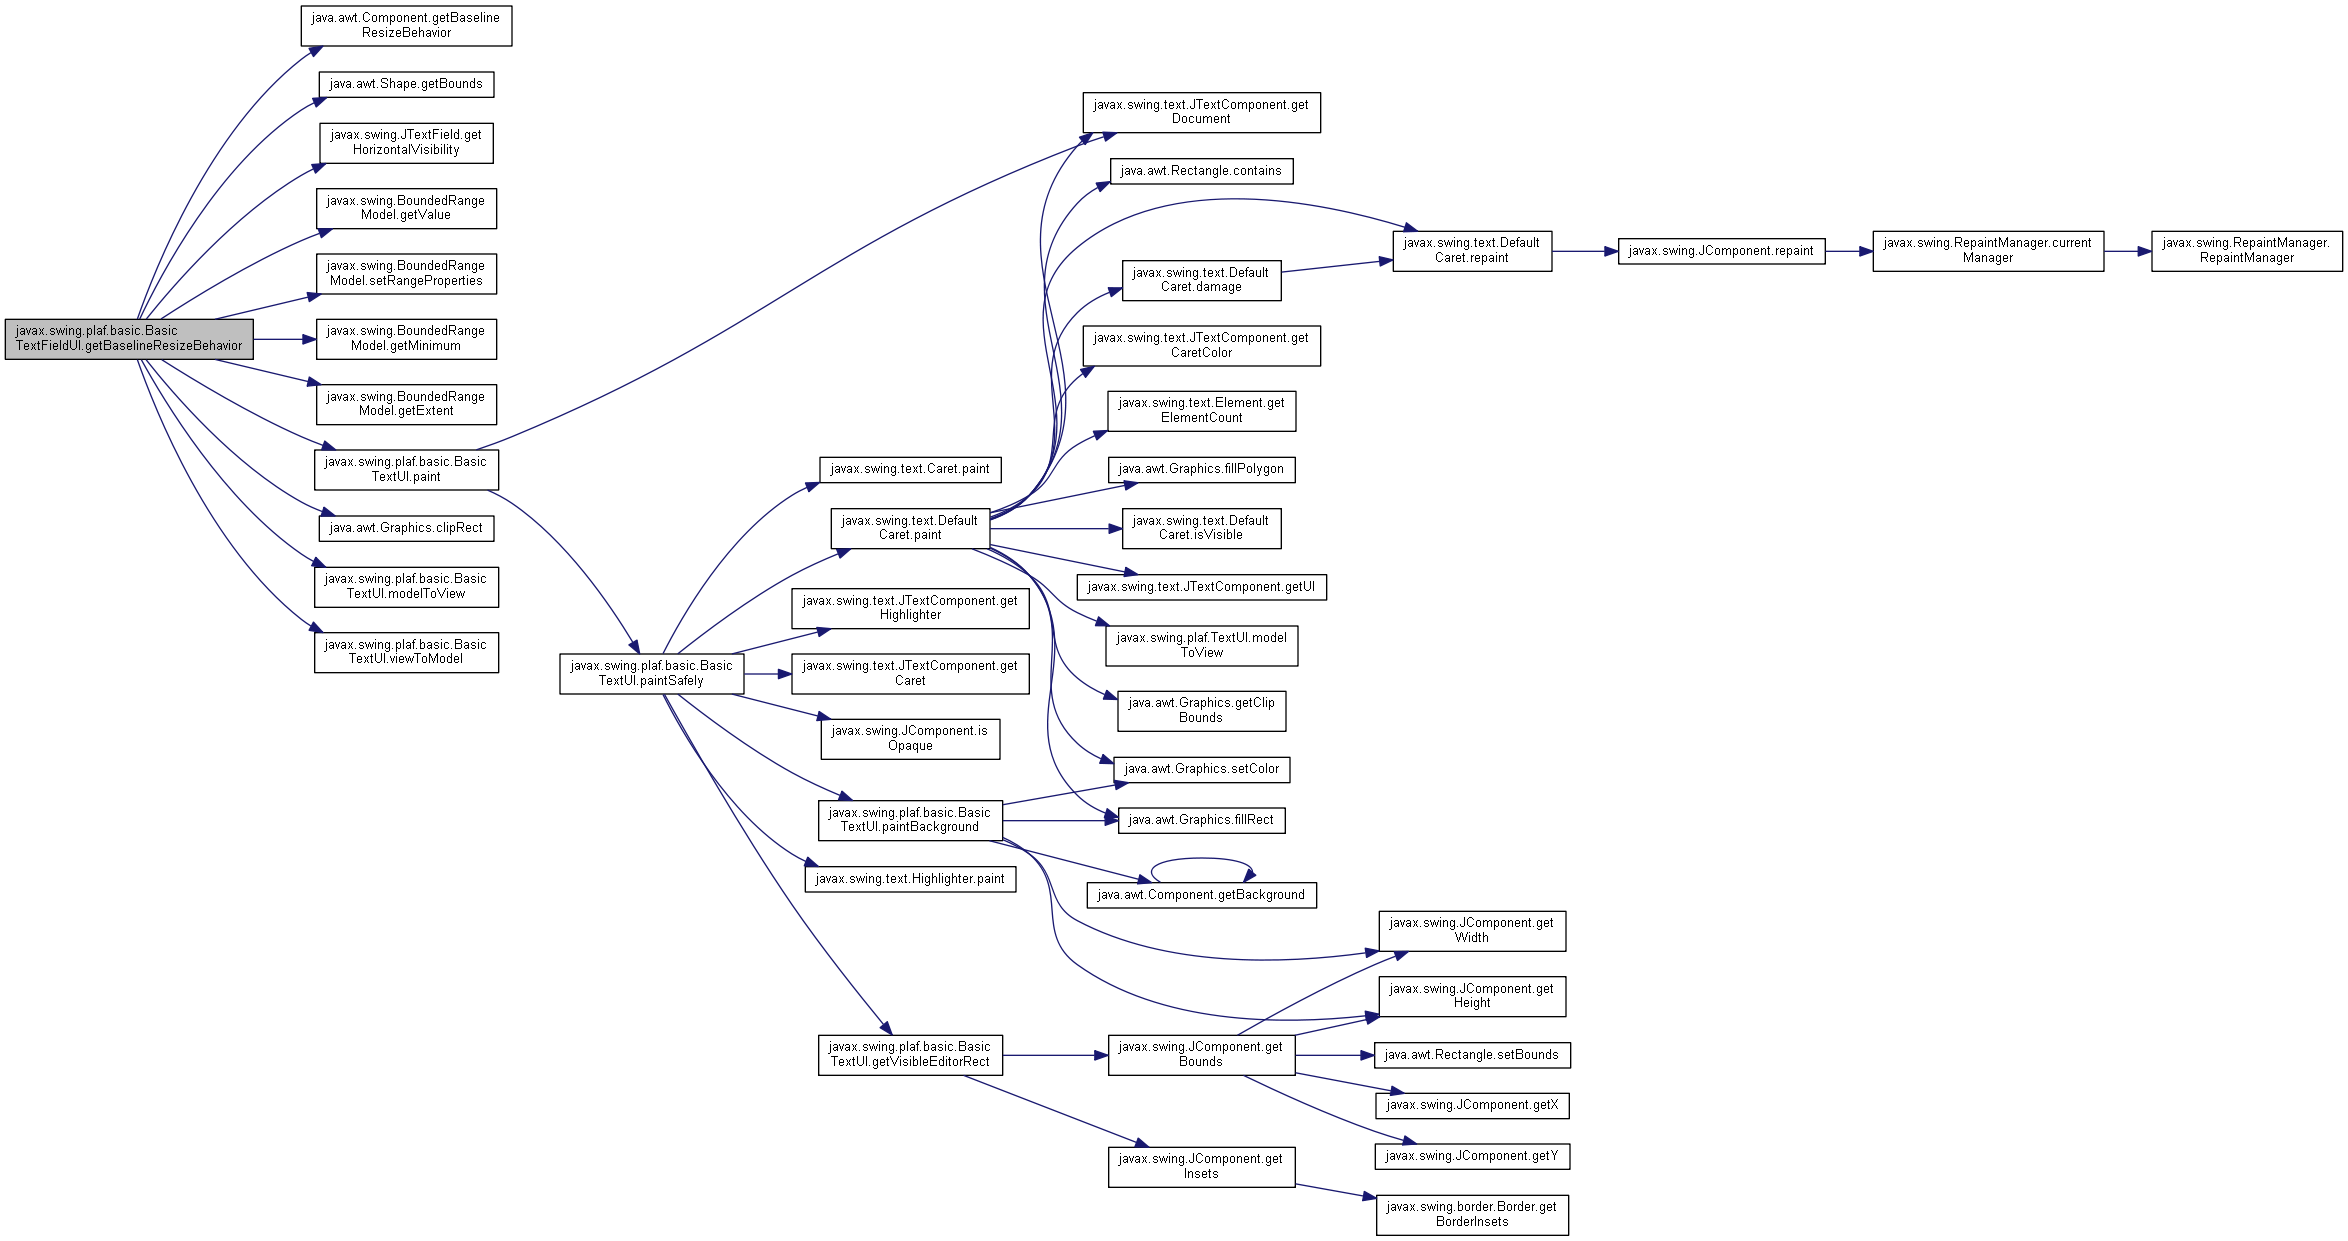 java.awt.Component.getBaseline
ResizeBehavior
java.awt.Shape.getBounds
javax.swing.JTextField.get
HorizontalVisibility
javax.swing.BoundedRange
Model.getValue
javax.swing.BoundedRange
Model.setRangeProperties
javax.swing.plaf.basic.Basic
TextFieldUI.getBaselineResizeBehavior
javax.swing.BoundedRange
Model.getMinimum
javax.swing.BoundedRange
Model.getExtent
javax.swing.plaf.basic.Basic
TextUI.paint
java.awt.Graphics.clipRect
javax.swing.plaf.basic.Basic
TextUI.modelToView
javax.swing.plaf.basic.Basic
TextUI.viewToModel
javax.swing.plaf.basic.Basic
TextUI.paintSafely
javax.swing.text.Caret.paint
javax.swing.text.Default
Caret.paint
javax.swing.text.JTextComponent.get
Highlighter
javax.swing.text.JTextComponent.get
Caret
javax.swing.JComponent.is
Opaque
javax.swing.plaf.basic.Basic
TextUI.paintBackground
javax.swing.text.Highlighter.paint
javax.swing.plaf.basic.Basic
TextUI.getVisibleEditorRect
javax.swing.text.JTextComponent.get
Document
java.awt.Rectangle.contains
javax.swing.text.Default
Caret.damage
javax.swing.text.JTextComponent.get
CaretColor
javax.swing.text.Element.get
ElementCount
java.awt.Graphics.fillPolygon
javax.swing.text.Default
Caret.isVisible
javax.swing.text.JTextComponent.getUI
javax.swing.plaf.TextUI.model
ToView
java.awt.Graphics.getClip
Bounds
java.awt.Graphics.setColor
java.awt.Graphics.fillRect
java.awt.Component.getBackground
javax.swing.JComponent.get
Bounds
javax.swing.JComponent.get
Insets
javax.swing.text.Default
Caret.repaint
javax.swing.JComponent.repaint
javax.swing.RepaintManager.current
Manager
javax.swing.RepaintManager.
RepaintManager
javax.swing.JComponent.get
Width
javax.swing.JComponent.get
Height
java.awt.Rectangle.setBounds
javax.swing.JComponent.getX
javax.swing.JComponent.getY
javax.swing.border.Border.get
BorderInsets